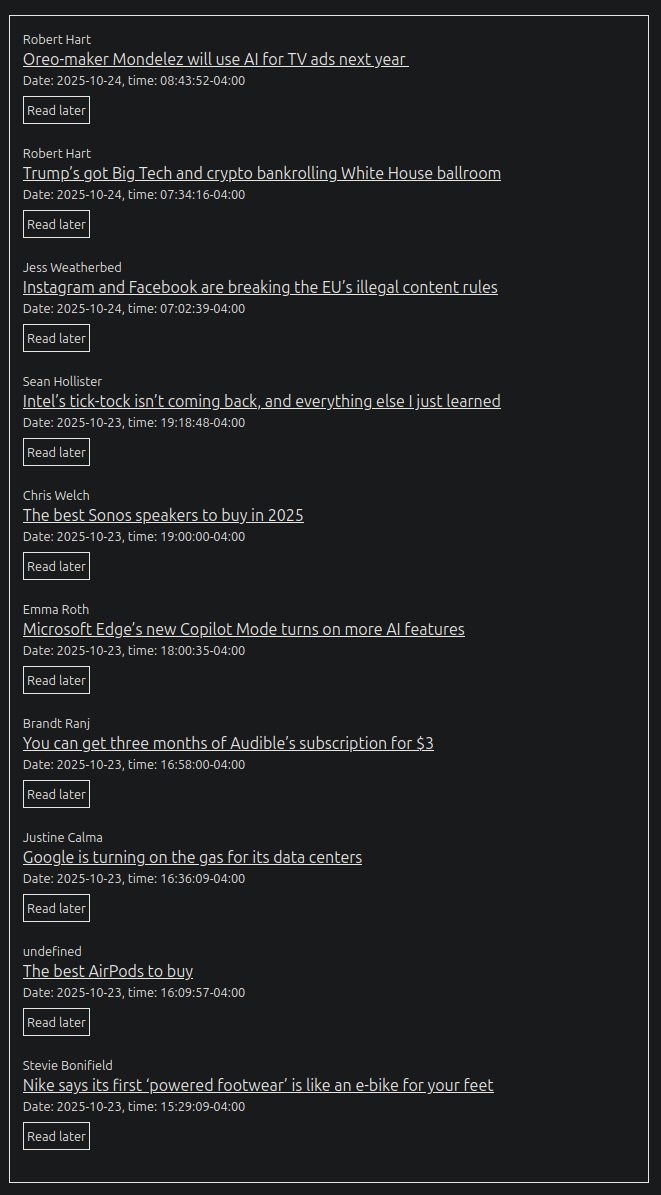 Robert Hart
Oreo-maker Mondelez will use AI for TV ads next year
Date: 2025-10-24, time: 08:43:52-04:00
Read later
Robert Hart
Trump’s got Big Tech and crypto bankrolling White House ballroom
Date: 2025-10-24, time: 07:34:16-04:00
Read later
Jess Weatherbed
Instagram and Facebook are breaking the EU’s illegal content rules
Date: 2025-10-24, time: 07:02:39-04:00
Read later
Sean Hollister
Intel’s tick-tock isn’t coming back, and everything else I just learned
Date: 2025-10-23, time: 19:18:48-04:00
Read later
Chris Welch
The best Sonos speakers to buy in 2025
Date: 2025-10-23, time: 19:00:00-04:00
Read later
Emma Roth
Microsoft Edge’s new Copilot Mode turns on more AI features
Date: 2025-10-23, time: 18:00:35-04:00
Read later
Brandt Ranj
You can get three months of Audible’s subscription for $3
Date: 2025-10-23, time: 16:58:00-04:00
Read later
Justine Calma
Google is turning on the gas for its data centers
Date: 2025-10-23, time: 16:36:09-04:00
Read later
undefined
The best AirPods to buy
Date: 2025-10-23, time: 16:09:57-04:00
Read later
Stevie Bonifield
Nike says its first ‘powered footwear’ is like an e-bike for your feet
Date: 2025-10-23, time: 15:29:09-04:00
Read later